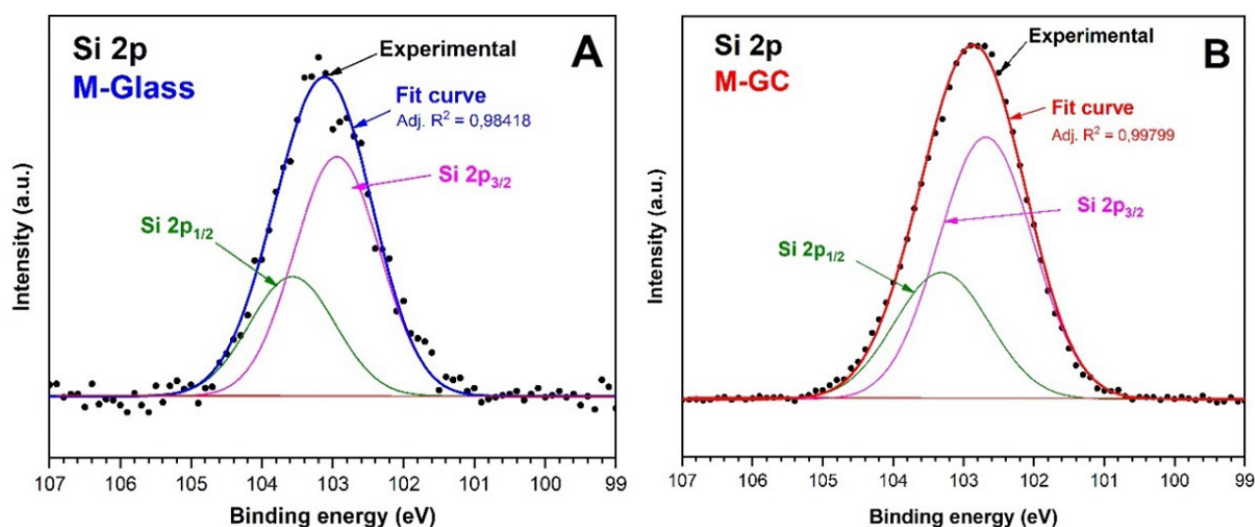 Si 2p
M-Glass
Experimental
A
Fit curve
Adj. R² = 0,98418
Si 2p3/2
Si 2p1/2
Intensity (a.u.)
107 106 105 104 103 102 101 100 99
Binding energy (eV)
Si 2p
M-GC
Experimental
B
Fit curve
Adj. R² = 0,99799
Si 2p3/2
Si 2p1/2
Intensity (a.u.)
107 106 105 104 103 102 101 100 99
Binding energy (eV)